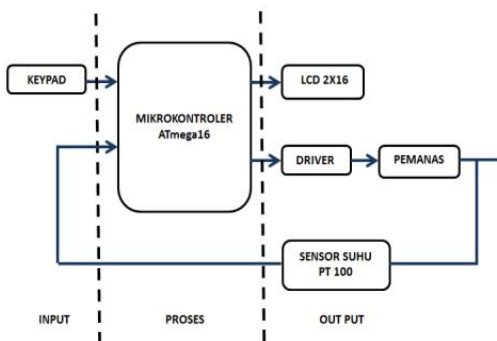 KEYPAD
MIKROKONTROLER
ATmega16
LCD 2X16
DRIVER
PEMANAS
SENSOR SUHU
PT 100
INPUT
PROSES
OUT PUT